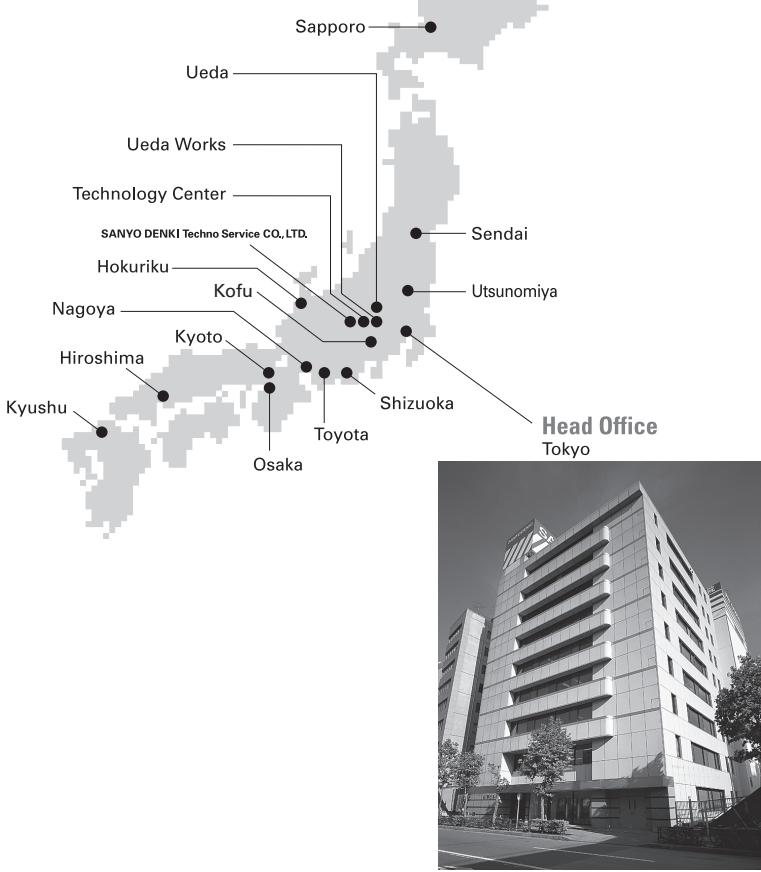 Sapporo
Ueda
Ueda Works
Technology Center
SANYO DENKI Techno Service CO., LTD.
Sendai
Hokuriku
Kofu
Utsunomiya
Nagoya
Kyoto
Hiroshima
Kyushu
Shizuoka
Toyota
Osaka
Head Office
Tokyo